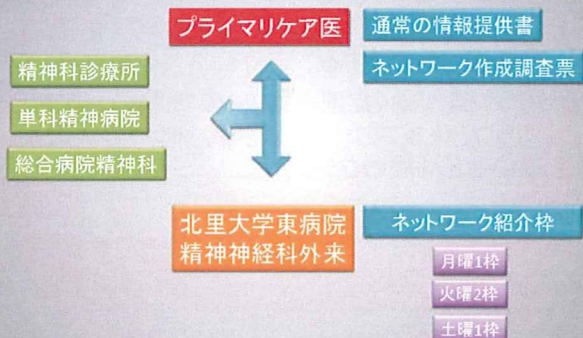 プライマリケア医
通常の情報提供書
ネットワーク作成調査票
精神科診療所
単科精神病院
総合病院精神科
北里大学東病院
精神神経科外来
ネットワーク紹介枠
月曜1枠
火曜2枠
土曜1枠